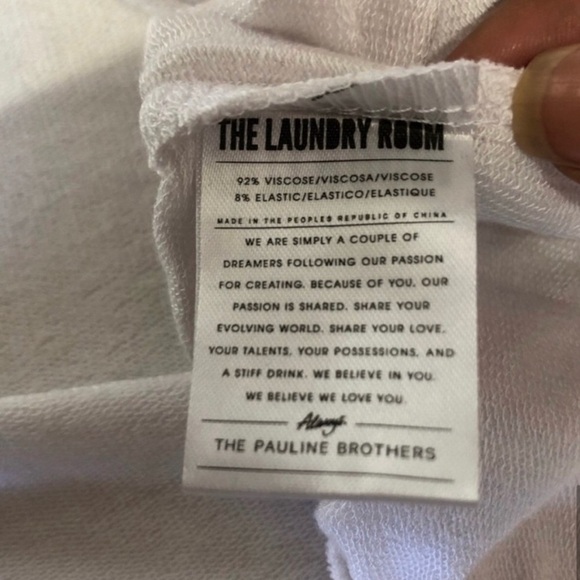 THE LAUNDRY ROOM
92% VISCOSE/VISCOSA/VISCOSE
8% ELASTIC/ELASTICO/ELASTIQUE
MADE IN THE PEOPLES REPUBLIC OF CHINA
WE ARE SIMPLY A COUPLE OF
DREAMERS FOLLOWING OUR PASSION
FOR CREATING. BECAUSE OF YOU, OUR
PASSION IS SHARED. SHARE YOUR
EVOLVING WORLD. SHARE YOUR LOVE,
YOUR TALENTS, YOUR POSSESSIONS, AND
A STIFF DRINK. WE BELIEVE IN YOU.
WE BELIEVE WE LOVE YOU.
Always,
THE PAULINE BROTHERS